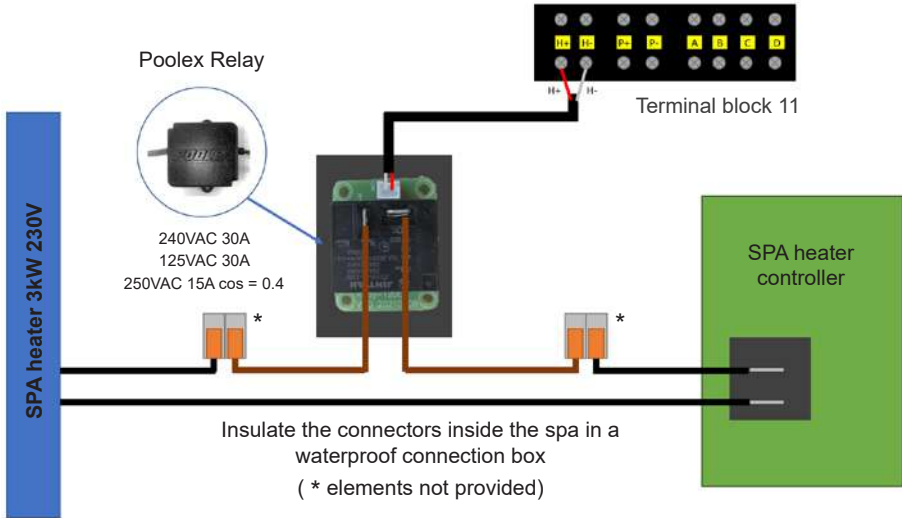 H+ H- P+ P- A B C D
H+ H-
Terminal block 11
Poolex Relay
POOLEX
240VAC 30A
125VAC 30A
250VAC 15A cos = 0.4
SPA heater 3kW 230V
*
*
SPA heater
controller
Insulate the connectors inside the spa in a
waterproof connection box
( * elements not provided)